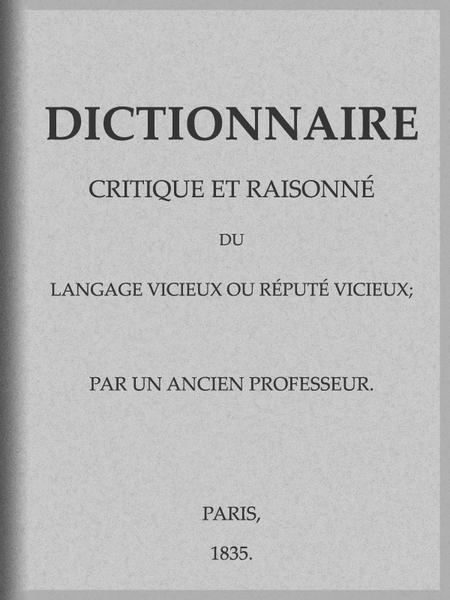 DICTIONNAIRE
CRITIQUE ET RAISONNÉ
DU
LANGAGE VICIEUX OU RÉPUTÉ VICIEUX;
PAR UN ANCIEN PROFESSEUR.
PARIS,
1835.